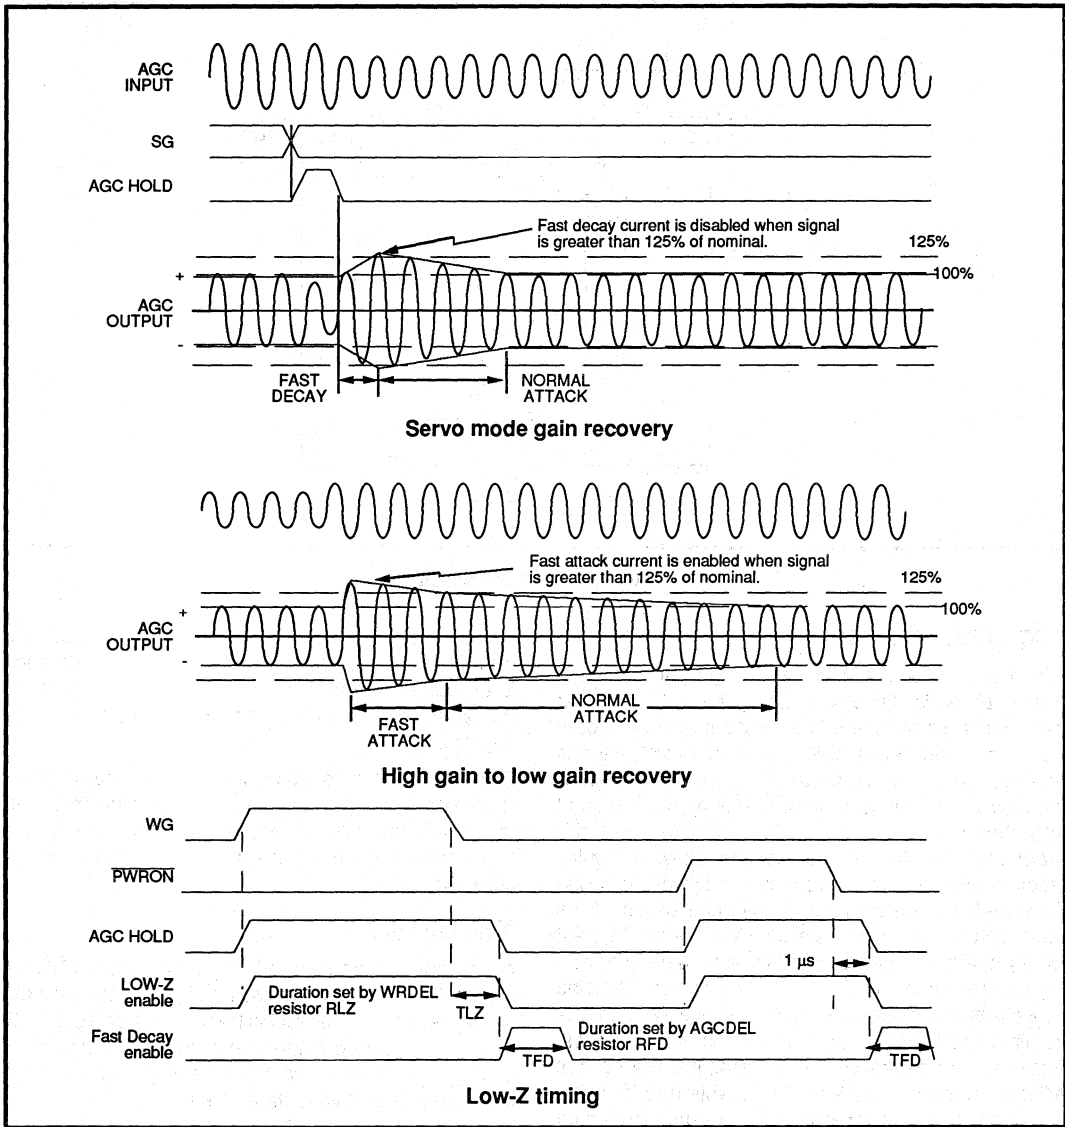 AGC
INPUT
SG
AGC HOLD
Fast decay current is disabled when signal
is greater than 125% of nominal.
125%
+
100%
AGC
OUTPUT
-
FAST
DECAY
NORMAL
ATTACK
Servo mode gain recovery
Fast attack current is enabled when signal
is greater than 125% of nominal.
125%
+
100%
AGC
OUTPUT
-
FAST
ATTACK
NORMAL
ATTACK
High gain to low gain recovery
WG
PWRON
AGC HOLD
1 µs
LOW-Z
enable
Duration set by WRDEL
resistor RLZ
TLZ
Fast Decay
enable
Duration set by AGCDEL
resistor RFD
TFD
TFD
Low-Z timing